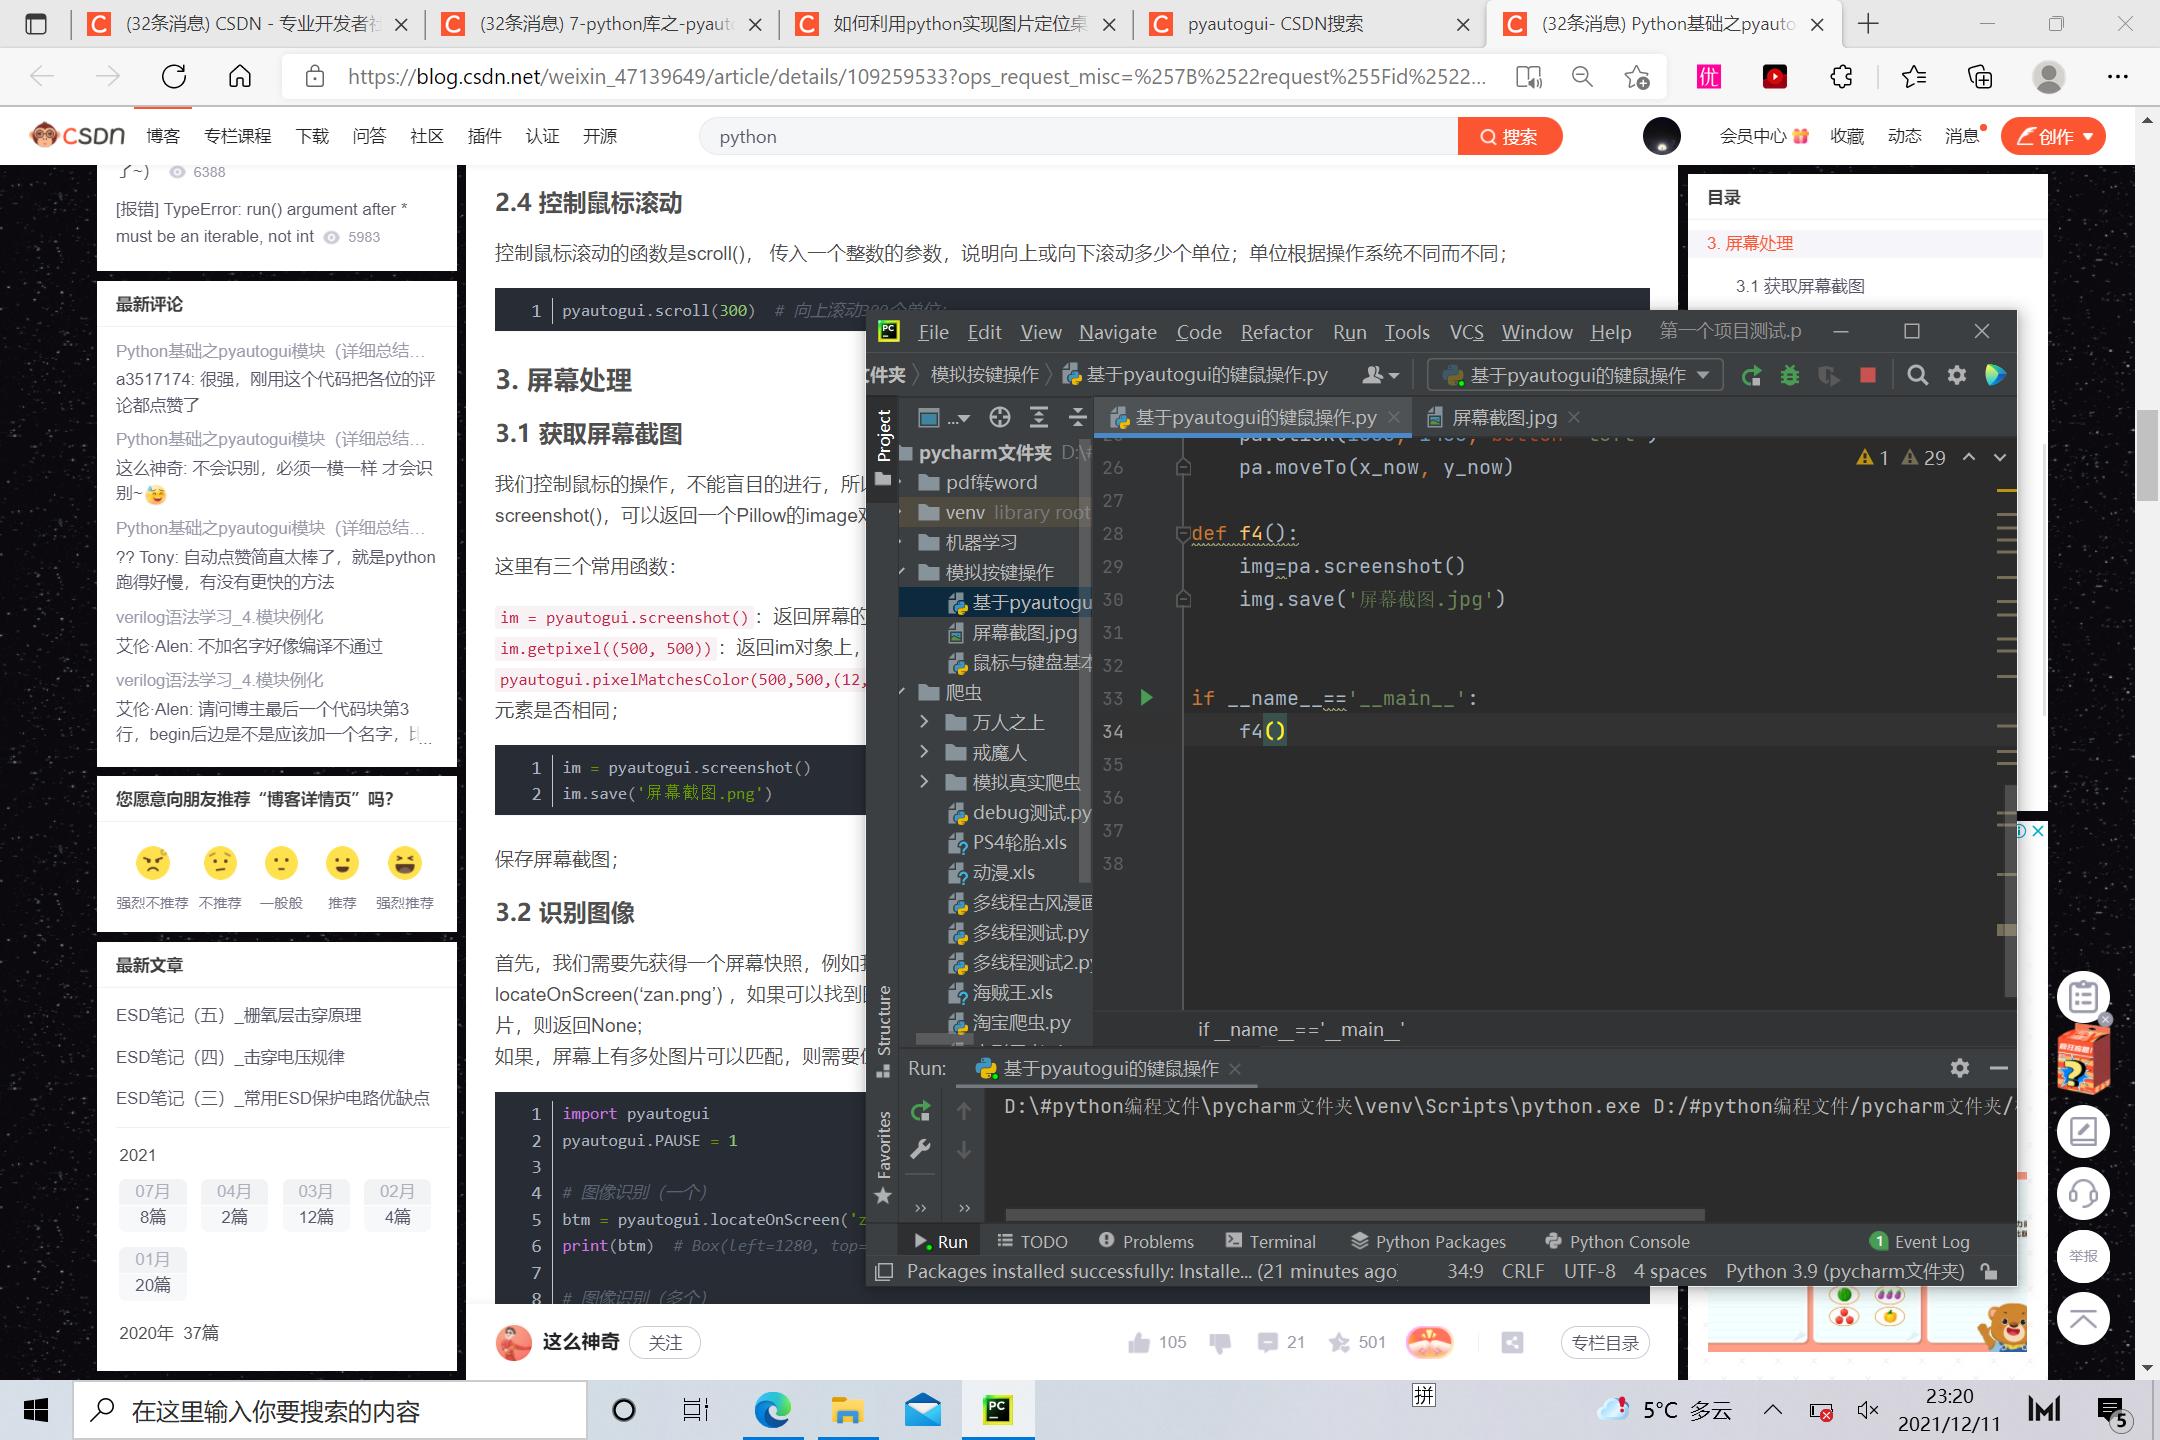 (32条消息) CSDN - 专业开发者社
(32条消息) 7-python库之-pyauto
如何利用python实现图片定位桌
pyautogui- CSDN搜索
(32条消息) Python基础之pyauto
https://blog.csdn.net/weixin_47139649/article/details/109259533?ops_request_misc=%257B%2522request%255Fid%2522...
优
CSDN 博客 专栏课程 下载 问答 社区 插件 认证 开源
python
搜索
会员中心 收藏 动态 消息 创作
了~) 6388
[报错] TypeError: run() argument after *
must be an iterable, not int 5983
最新评论
Python基础之pyautogui模块（详细总结...
a3517174: 很强，刚用这个代码把各位的评
论都点赞了
Python基础之pyautogui模块（详细总结...
这么神奇: 不会识别，必须一模一样 才会识
别~
Python基础之pyautogui模块（详细总结...
?? Tony: 自动点赞简直太棒了，就是python
跑得好慢，有没有更快的方法
verilog语法学习_4.模块例化
艾伦·Alen: 不加名字好像编译不通过
verilog语法学习_4.模块例化
艾伦·Alen: 请问博主最后一个代码块第3
行，begin后边是不是应该加一个名字，比...
您愿意向朋友推荐“博客详情页”吗？
强烈不推荐 不推荐 一般般 推荐 强烈推荐
最新文章
ESD笔记（五）_栅氧层击穿原理
ESD笔记（四）_击穿电压规律
ESD笔记（三）_常用ESD保护电路优缺点
2021
07月 04月 03月 02月
8篇 2篇 12篇 4篇
01月
20篇
2020年 37篇
2.4 控制鼠标滚动
控制鼠标滚动的函数是scroll()， 传入一个整数的参数，说明向上或向下滚动多少个单位；单位根据操作系统不同而不同；
1 pyautogui.scroll(300) # 向上滚动300个单位；
3. 屏幕处理
3.1 获取屏幕截图
我们控制鼠标的操作，不能盲目的进行，所以
screenshot()，可以返回一个Pillow的image对
这里有三个常用函数：
im = pyautogui.screenshot()：返回屏幕的
im.getpixel((500, 500))：返回im对象上，
pyautogui.pixelMatchesColor(500,500,(12,
元素是否相同；
1 im = pyautogui.screenshot()
2 im.save('屏幕截图.png')
保存屏幕截图；
3.2 识别图像
首先，我们需要先获得一个屏幕快照，例如我
locateOnScreen(‘zan.png’) ，如果可以找到图
片，则返回None;
如果，屏幕上有多处图片可以匹配，则需要使
1 import pyautogui
2 pyautogui.PAUSE = 1
3
4 # 图像识别（一个）
5 btm = pyautogui.locateOnScreen('z
6 print(btm) # Box(left=1280, top=
7
8 # 图像识别（多个）
这么神奇 关注 105 21 501 专栏目录
目录
3. 屏幕处理
3.1 获取屏幕截图
File Edit View Navigate Code Refactor Run Tools VCS Window Help 第一个项目测试.p
文件夹 模拟按键操作 基于pyautogui的键鼠操作.py 基于pyautogui的键鼠操作
基于pyautogui的键鼠操作.py 屏幕截图.jpg
Project
Structure
Favorites
pycharm文件夹 D:\#
pdf转word
venv library root
机器学习
模拟按键操作
基于pyautogu
屏幕截图.jpg
鼠标与键盘基本
爬虫
万人之上
戒魔人
模拟真实爬虫
debug测试.py
PS4轮胎.xls
动漫.xls
多线程古风漫画
多线程测试.py
多线程测试2.py
海贼王.xls
淘宝爬虫.py
1 29
26 pa.moveTo(x_now, y_now)
27
28 def f4():
29 img=pa.screenshot()
30 img.save('屏幕截图.jpg')
31
32
33 if __name__=='__main__':
34 f4()
35
36
37
38
if __name__=='__main__'
Run: 基于pyautogui的键鼠操作
D:\#python编程文件\pycharm文件夹\venv\Scripts\python.exe D:/#python编程文件/pycharm文件夹/
Run TODO Problems Terminal Python Packages Python Console 1 Event Log
Packages installed successfully: Installe... (21 minutes ago) 34:9 CRLF UTF-8 4 spaces Python 3.9 (pycharm文件夹)
举报
在这里输入你要搜索的内容
PC
拼
5°C 多云
23:20
2021/12/11
5